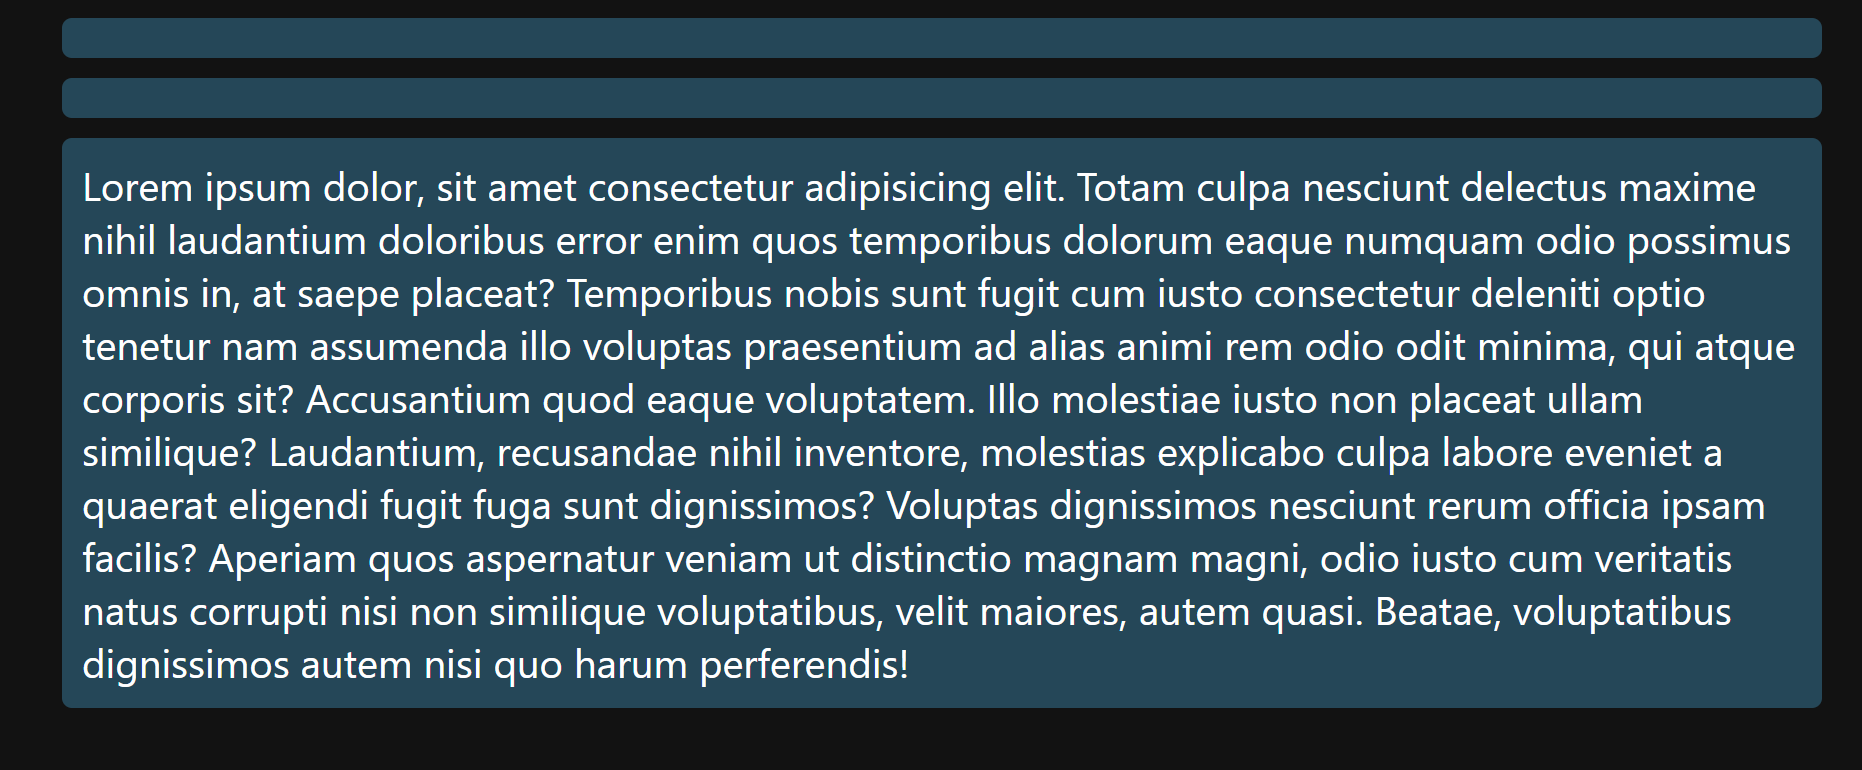 Lorem ipsum dolor, sit amet consectetur adipisicing elit. Totam culpa nesciunt delectus maxime
nihil laudantium doloribus error enim quos temporibus dolorum eaque numquam odio possimus
omnis in, at saepe placeat? Temporibus nobis sunt fugit cum iusto consectetur deleniti optio
tenetur nam assumenda illo voluptas praesentium ad alias animi rem odio odit minima, qui atque
corporis sit? Accusantium quod eaque voluptatem. Illo molestiae iusto non placeat ullam
similique? Laudantium, recusandae nihil inventore, molestias explicabo culpa labore eveniet a
quaerat eligendi fugit fuga sunt dignissimos? Voluptas dignissimos nesciunt rerum officia ipsam
facilis? Aperiam quos aspernatur veniam ut distinctio magnam magni, odio iusto cum veritatis
natus corrupti nisi non similique voluptatibus, velit maiores, autem quasi. Beatae, voluptatibus
dignissimos autem nisi quo harum perferendis!